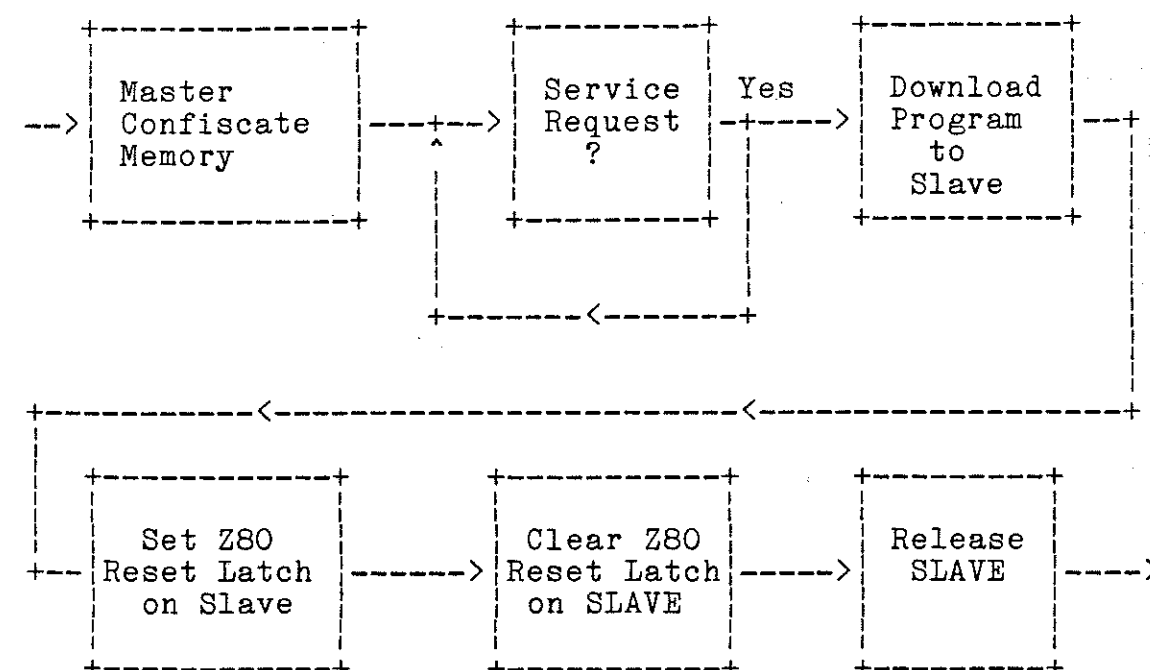 Master
Confiscate
Memory
Service
Request
?
Yes
Download
Program
to
Slave
Set Z80
Reset Latch
on Slave
Clear Z80
Reset Latch
on SLAVE
Release
SLAVE